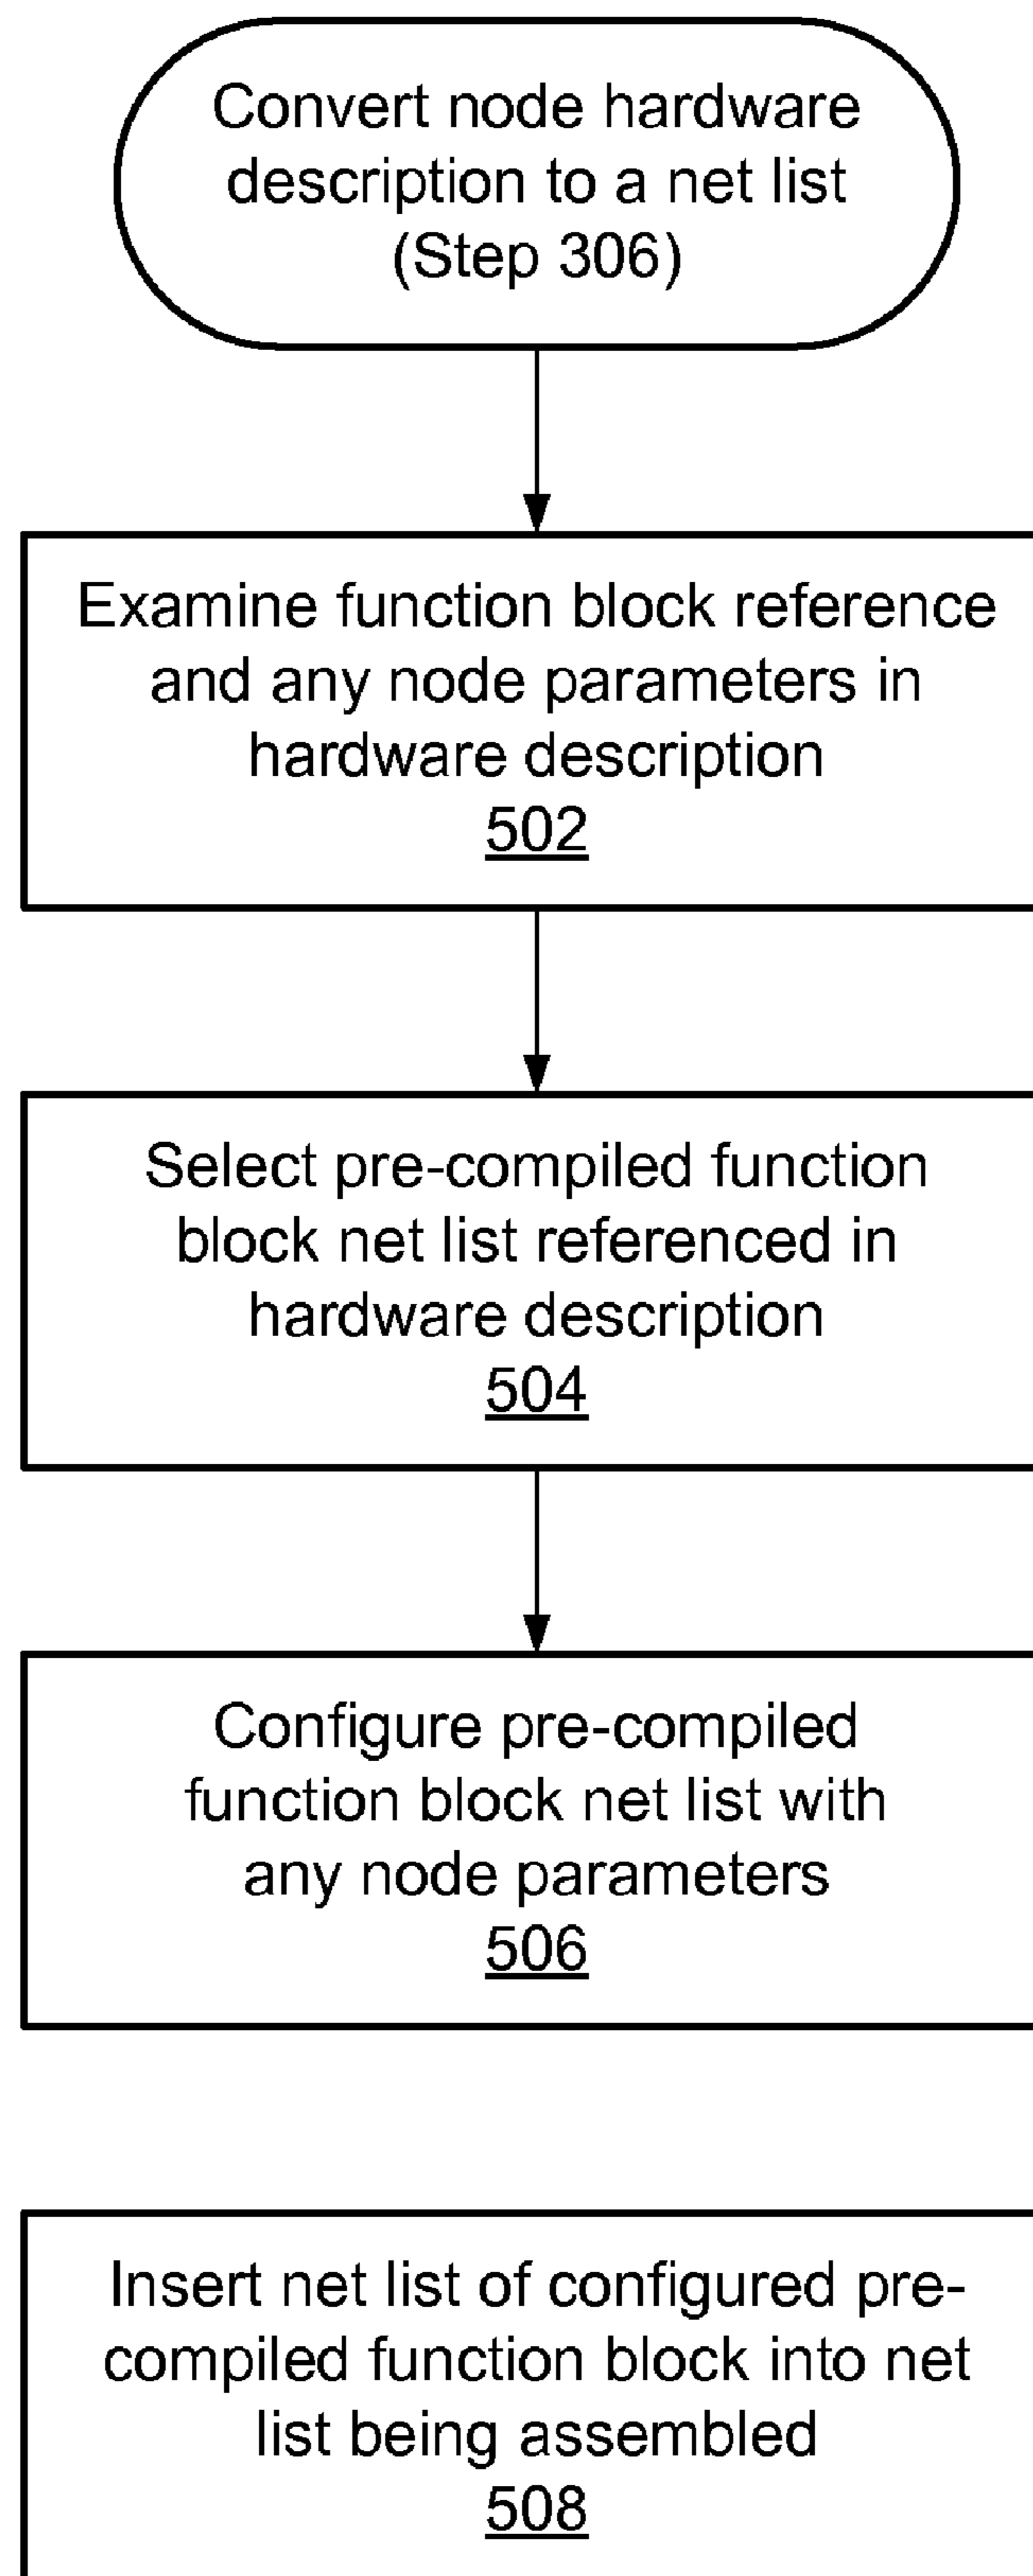 Convert node hardware
description to a net list
(Step 306)
Examine function block reference
and any node parameters in
hardware description
502
Select pre-compiled function
block net list referenced in
hardware description
504
Configure pre-compiled
function block net list with
any node parameters
506
Insert net list of configured pre-
compiled function block into net
list being assembled
508